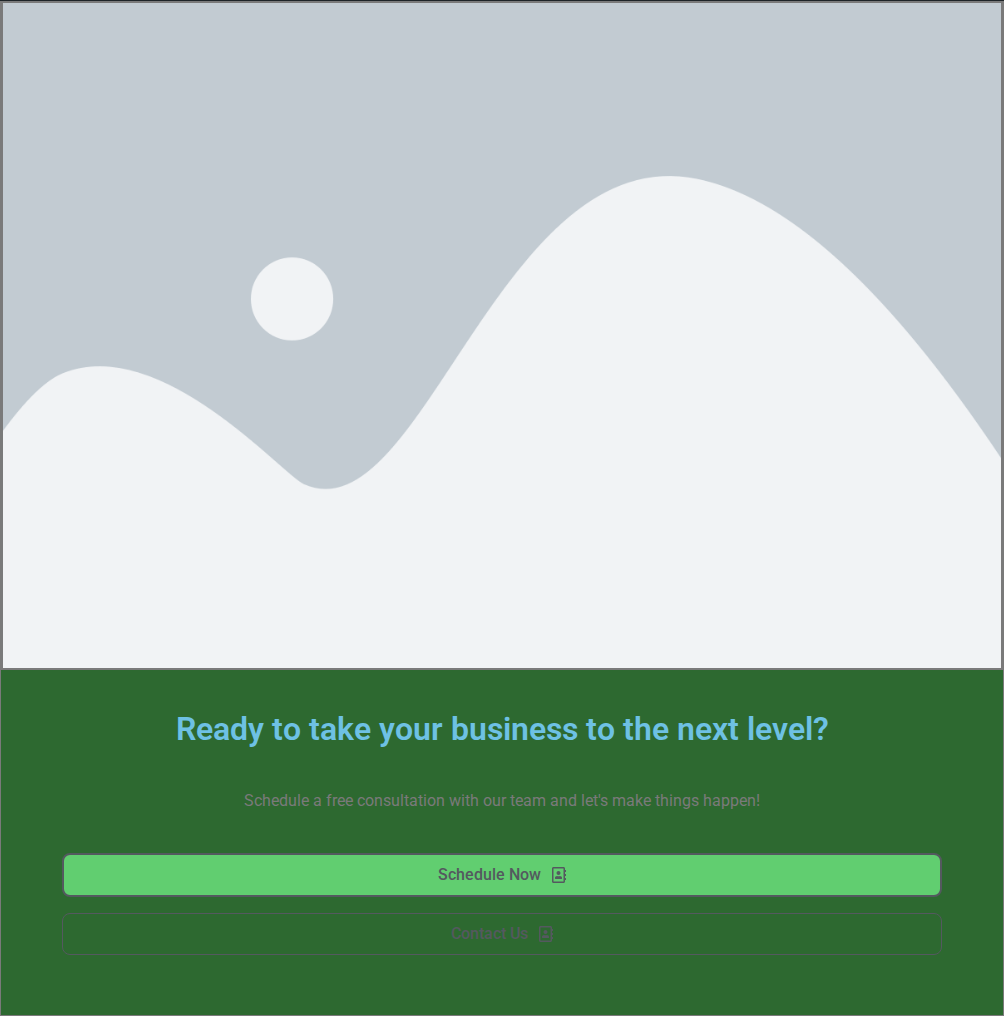 Ready to take your business to the next level?
Schedule a free consultation with our team and let's make things happen!
Schedule Now
Contact Us